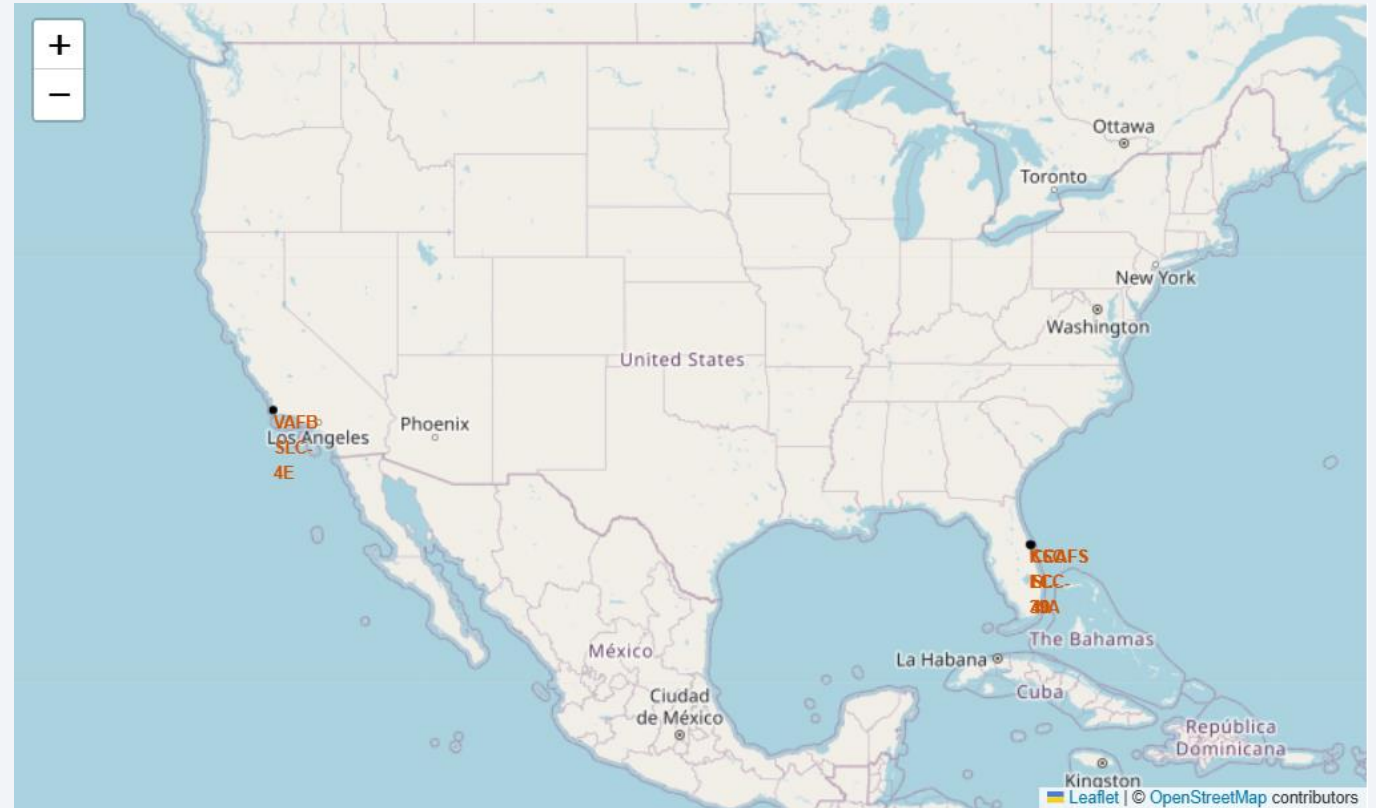 +
−
Ottawa
Toronto
New York
Washington
United States
Phoenix
VAFB
SLC-
4E
Los Angeles
The Bahamas
La Habana
México
Cuba
Ciudad
de México
República
Dominicana
Kingston
Leaflet | © OpenStreetMap contributors